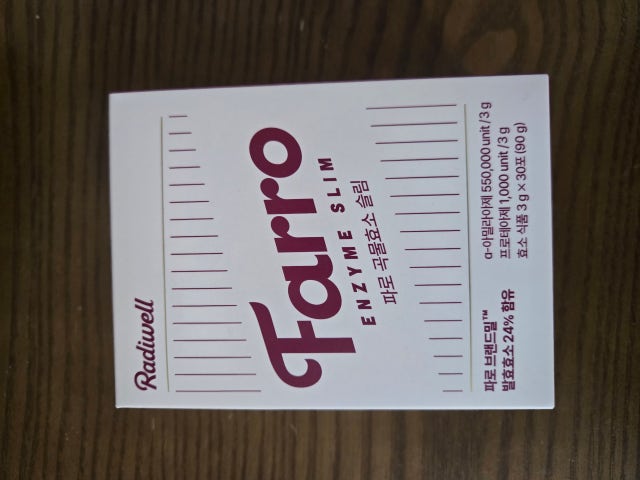 Radiwell
Farro
ENZYME SLIM
파로 곡물효소 슬림
파로 브랜드밀™
발효효소 24% 함유
α-아밀라아제 550,000 unit / 3 g
프로테아제 1,000 unit / 3 g
효소 식품 3 g × 30포 (90 g)